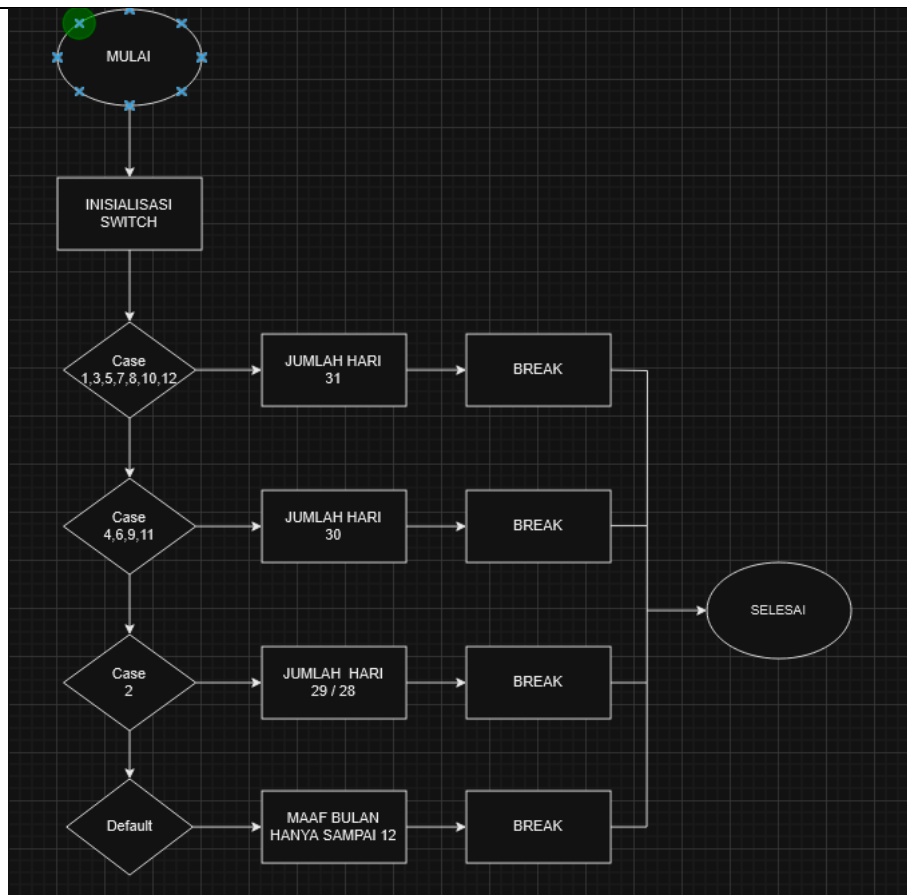 MULAI
INISIALISASI
SWITCH
Case
1,3,5,7,8,10,12
JUMLAH HARI
31
BREAK
Case
4,6,9,11
JUMLAH HARI
30
BREAK
SELESAI
Case
2
JUMLAH HARI
29 / 28
BREAK
Default
MAAF BULAN
HANYA SAMPAI 12
BREAK